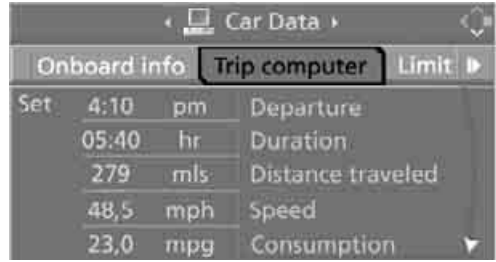 Car Data
Onboard info Trip computer Limit
Set 4:10 pm Departure
05:40 hr Duration
279 mls Distance traveled
48,5 mph Speed
23,0 mpg Consumption